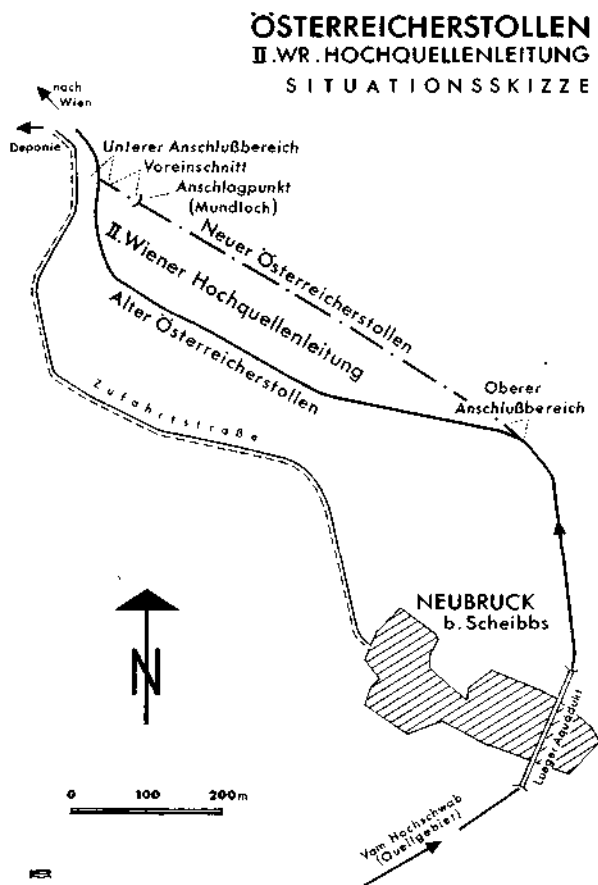 ÖSTERREICHERSTOLLEN
II.WR.HOCHQUELLENLEITUNG
SITUATIONSSKIZZE
nach
Wien
Deponie
Unterer Anschlußbereich
Voreinschnitt
Anschlagpunkt
(Mundloch)
Neuer Österreicherstollen
II.Wiener Hochquellenleitung
Alter Österreicherstollen
Zufahrtstraße
Oberer
Anschlußbereich
NEUBRUCK
b. Scheibbs
N
Lueger Aquädukt
0 100 200m
Vom Hochschwab
(Quellgebiet)